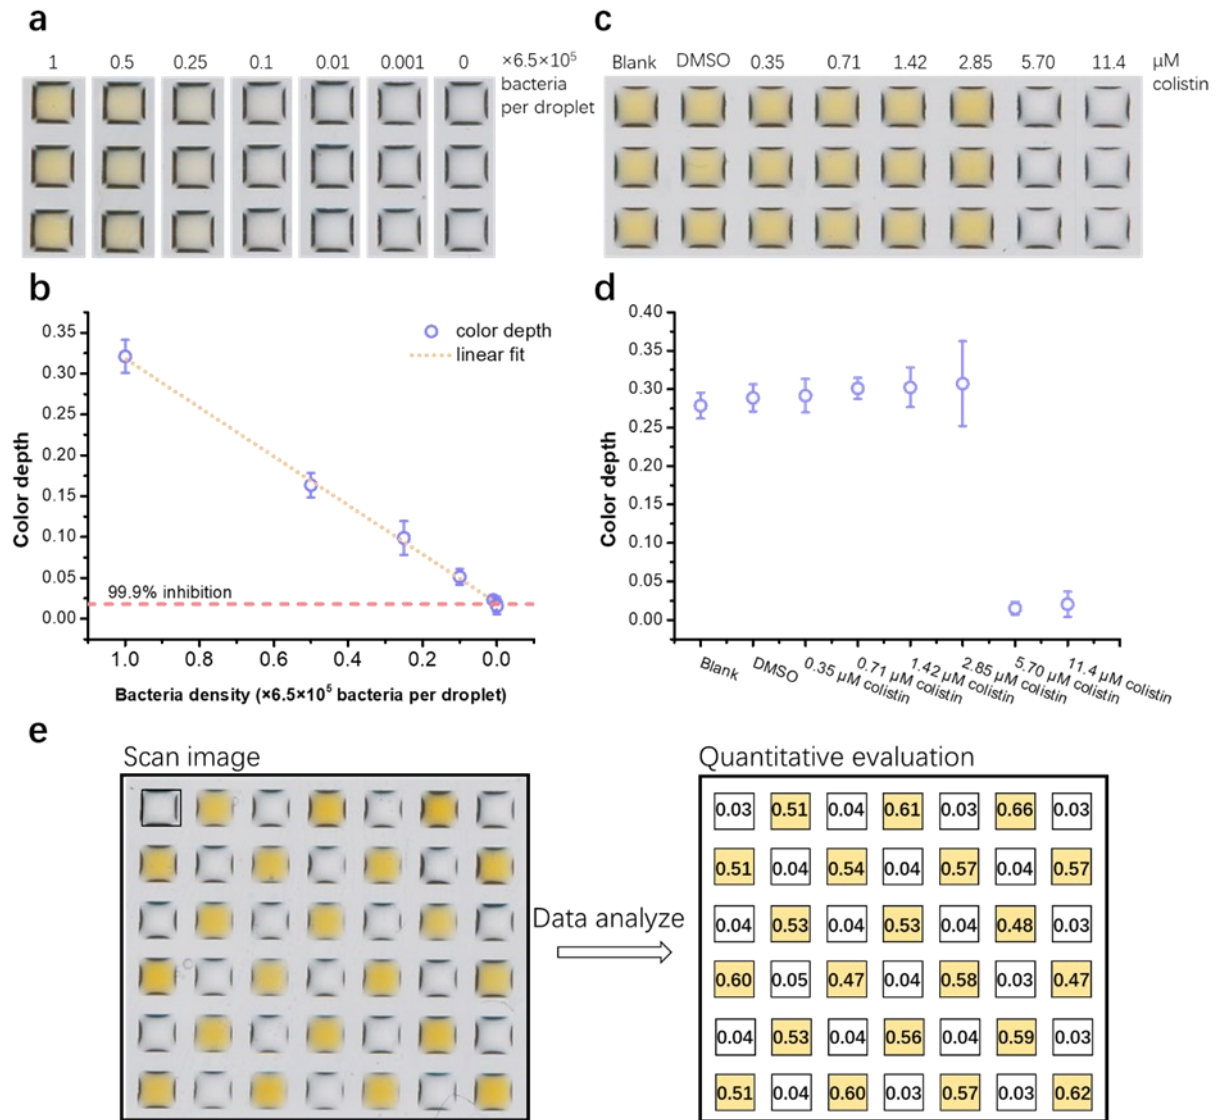 a
1 0.5 0.25 0.1 0.01 0.001 0 ×6.5×10⁵
bacteria
per droplet
b
0.35
0.30
0.25
0.20
0.15
0.10
0.05
0.00
Color depth
color depth
linear fit
99.9% inhibition
1.0 0.8 0.6 0.4 0.2 0.0
Bacteria density (×6.5×10⁵ bacteria per droplet)
c
Blank DMSO 0.35 0.71 1.42 2.85 5.70 11.4 μM
colistin
d
0.40
0.35
0.30
0.25
0.20
0.15
0.10
0.05
0.00
Color depth
Blank
DMSO
0.35 μM colistin
0.71 μM colistin
1.42 μM colistin
2.85 μM colistin
5.70 μM colistin
11.4 μM colistin
e
Scan image
Data analyze
Quantitative evaluation
0.03 0.51 0.04 0.61 0.03 0.66 0.03
0.51 0.04 0.54 0.04 0.57 0.04 0.57
0.04 0.53 0.04 0.53 0.04 0.48 0.03
0.60 0.05 0.47 0.04 0.58 0.03 0.47
0.04 0.53 0.04 0.56 0.04 0.59 0.03
0.51 0.04 0.60 0.03 0.57 0.03 0.62